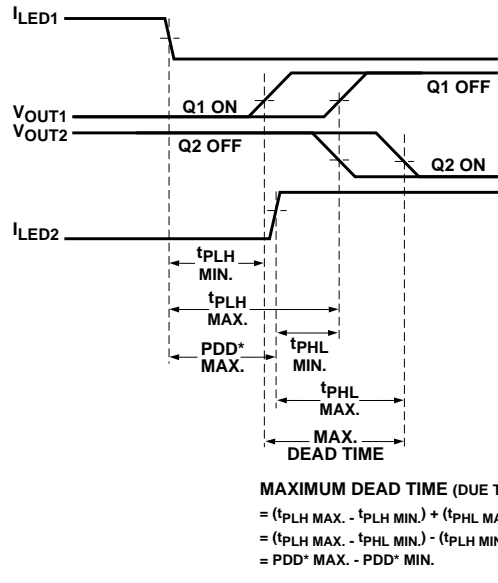 ILED1
VOUT1
Q1 ON
Q1 OFF
VOUT2
Q2 OFF
Q2 ON
ILED2
tPLH
MIN.
tPLH
MAX.
PDD*
MAX.
tPHL
MIN.
tPHL
MAX.
MAX.
DEAD TIME
MAXIMUM DEAD TIME (DUE
= (tPLH MAX. - tPLH MIN.) + (tPHL
= (tPLH MAX. - tPHL MIN.) - (tPLH
= PDD* MAX. - PDD* MIN.